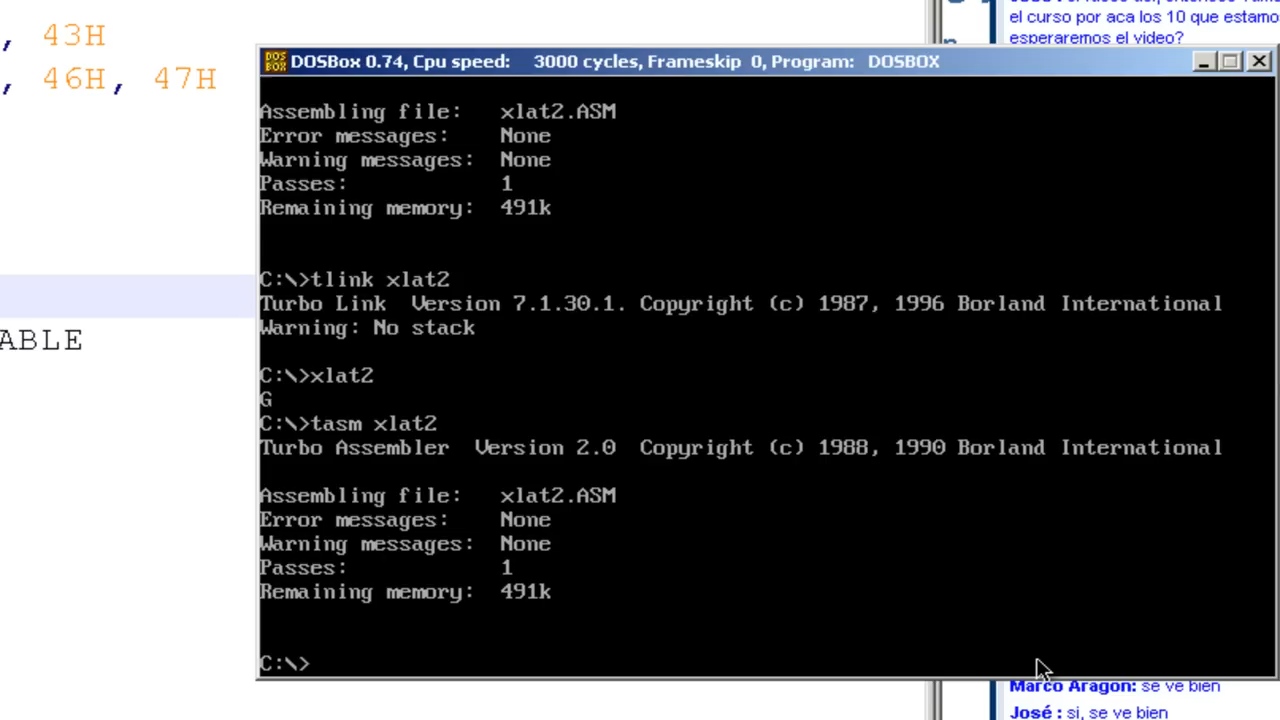 el curso por aca los 10 que estamo
esperaremos el video?
, 43H
, 46H, 47H
ABLE
DOSBox 0.74, Cpu speed: 3000 cycles, Frameskip 0, Program: DOSBOX
Assembling file: xlat2.ASM
Error messages: None
Warning messages: None
Passes: 1
Remaining memory: 491k
C:\>tlink xlat2
Turbo Link Version 7.1.30.1. Copyright (c) 1987, 1996 Borland International
Warning: No stack
C:\>xlat2
G
C:\>tasm xlat2
Turbo Assembler Version 2.0 Copyright (c) 1988, 1990 Borland International
Assembling file: xlat2.ASM
Error messages: None
Warning messages: None
Passes: 1
Remaining memory: 491k
C:\>
Marco Aragon: se ve bien
José : si, se ve bien